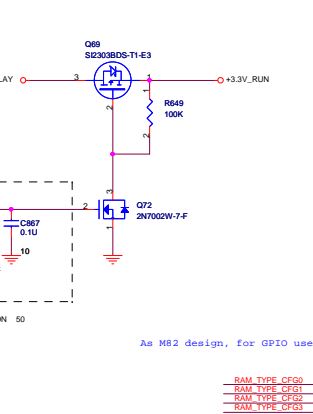 Q69
SI2303BDS-T1-E3
LAY 3 1 +3.3V_RUN
1
R649
100K
2
2
3
Q72
2N7002W-7-F
2
1
C867
0.1U
10
ON 50
As M82 design, for GPIO use
RAM_TYPE_CFG0
RAM_TYPE_CFG1
RAM_TYPE_CFG2
RAM_TYPE_CFG3